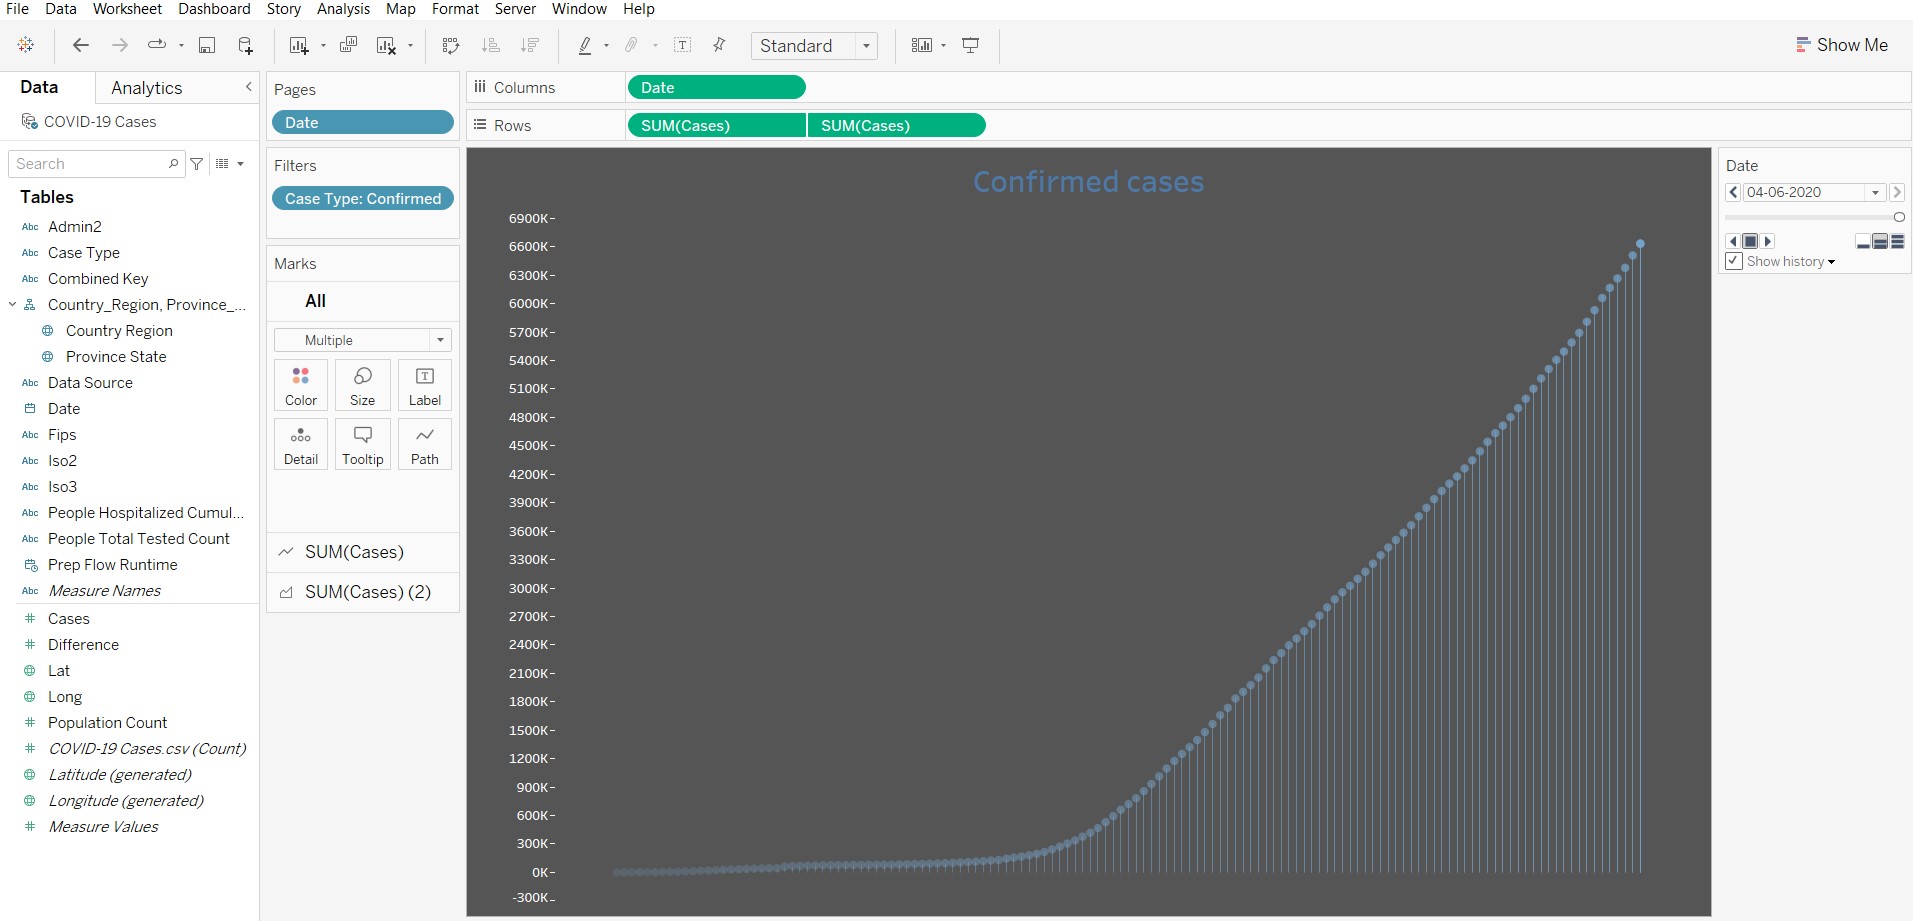 File Data Worksheet Dashboard Story Analysis Map Format Server Window Help
Standard
Show Me
Data Analytics
COVID-19 Cases
Search
Tables
Abc Admin2
Abc Case Type
Abc Combined Key
Country_Region, Province_...
Country Region
Province State
Abc Data Source
Date
Abc Fips
Abc Iso2
Abc Iso3
Abc People Hospitalized Cumul...
Abc People Total Tested Count
Prep Flow Runtime
Abc Measure Names
# Cases
# Difference
Lat
Long
# Population Count
# COVID-19 Cases.csv (Count)
Latitude (generated)
Longitude (generated)
# Measure Values
Pages
Date
Filters
Case Type: Confirmed
Marks
All
Multiple
Color Size Label
Detail Tooltip Path
SUM(Cases)
SUM(Cases) (2)
Columns Date
Rows SUM(Cases) SUM(Cases)
Confirmed cases
6900K
6600K
6300K
6000K
5700K
5400K
5100K
4800K
4500K
4200K
3900K
3600K
3300K
3000K
2700K
2400K
2100K
1800K
1500K
1200K
900K
600K
300K
0K
-300K
Date
04-06-2020
Show history